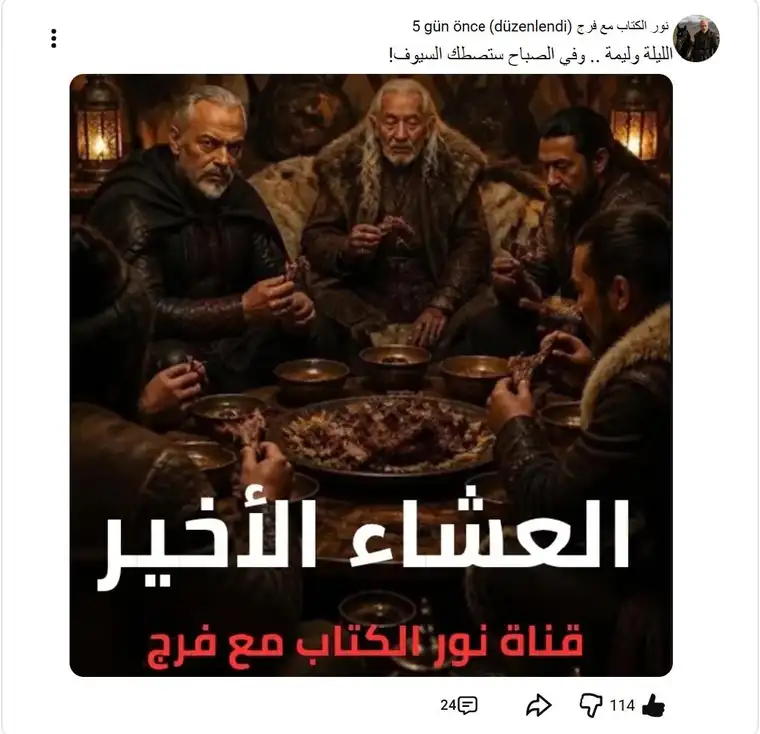 نور الكتاب مع فرج 5 gün önce (düzenlendi)
الليلة وليمة .. وفي الصباح ستصطك السيوف!
العشاء الأخير
قناة نور الكتاب مع فرج
114
24